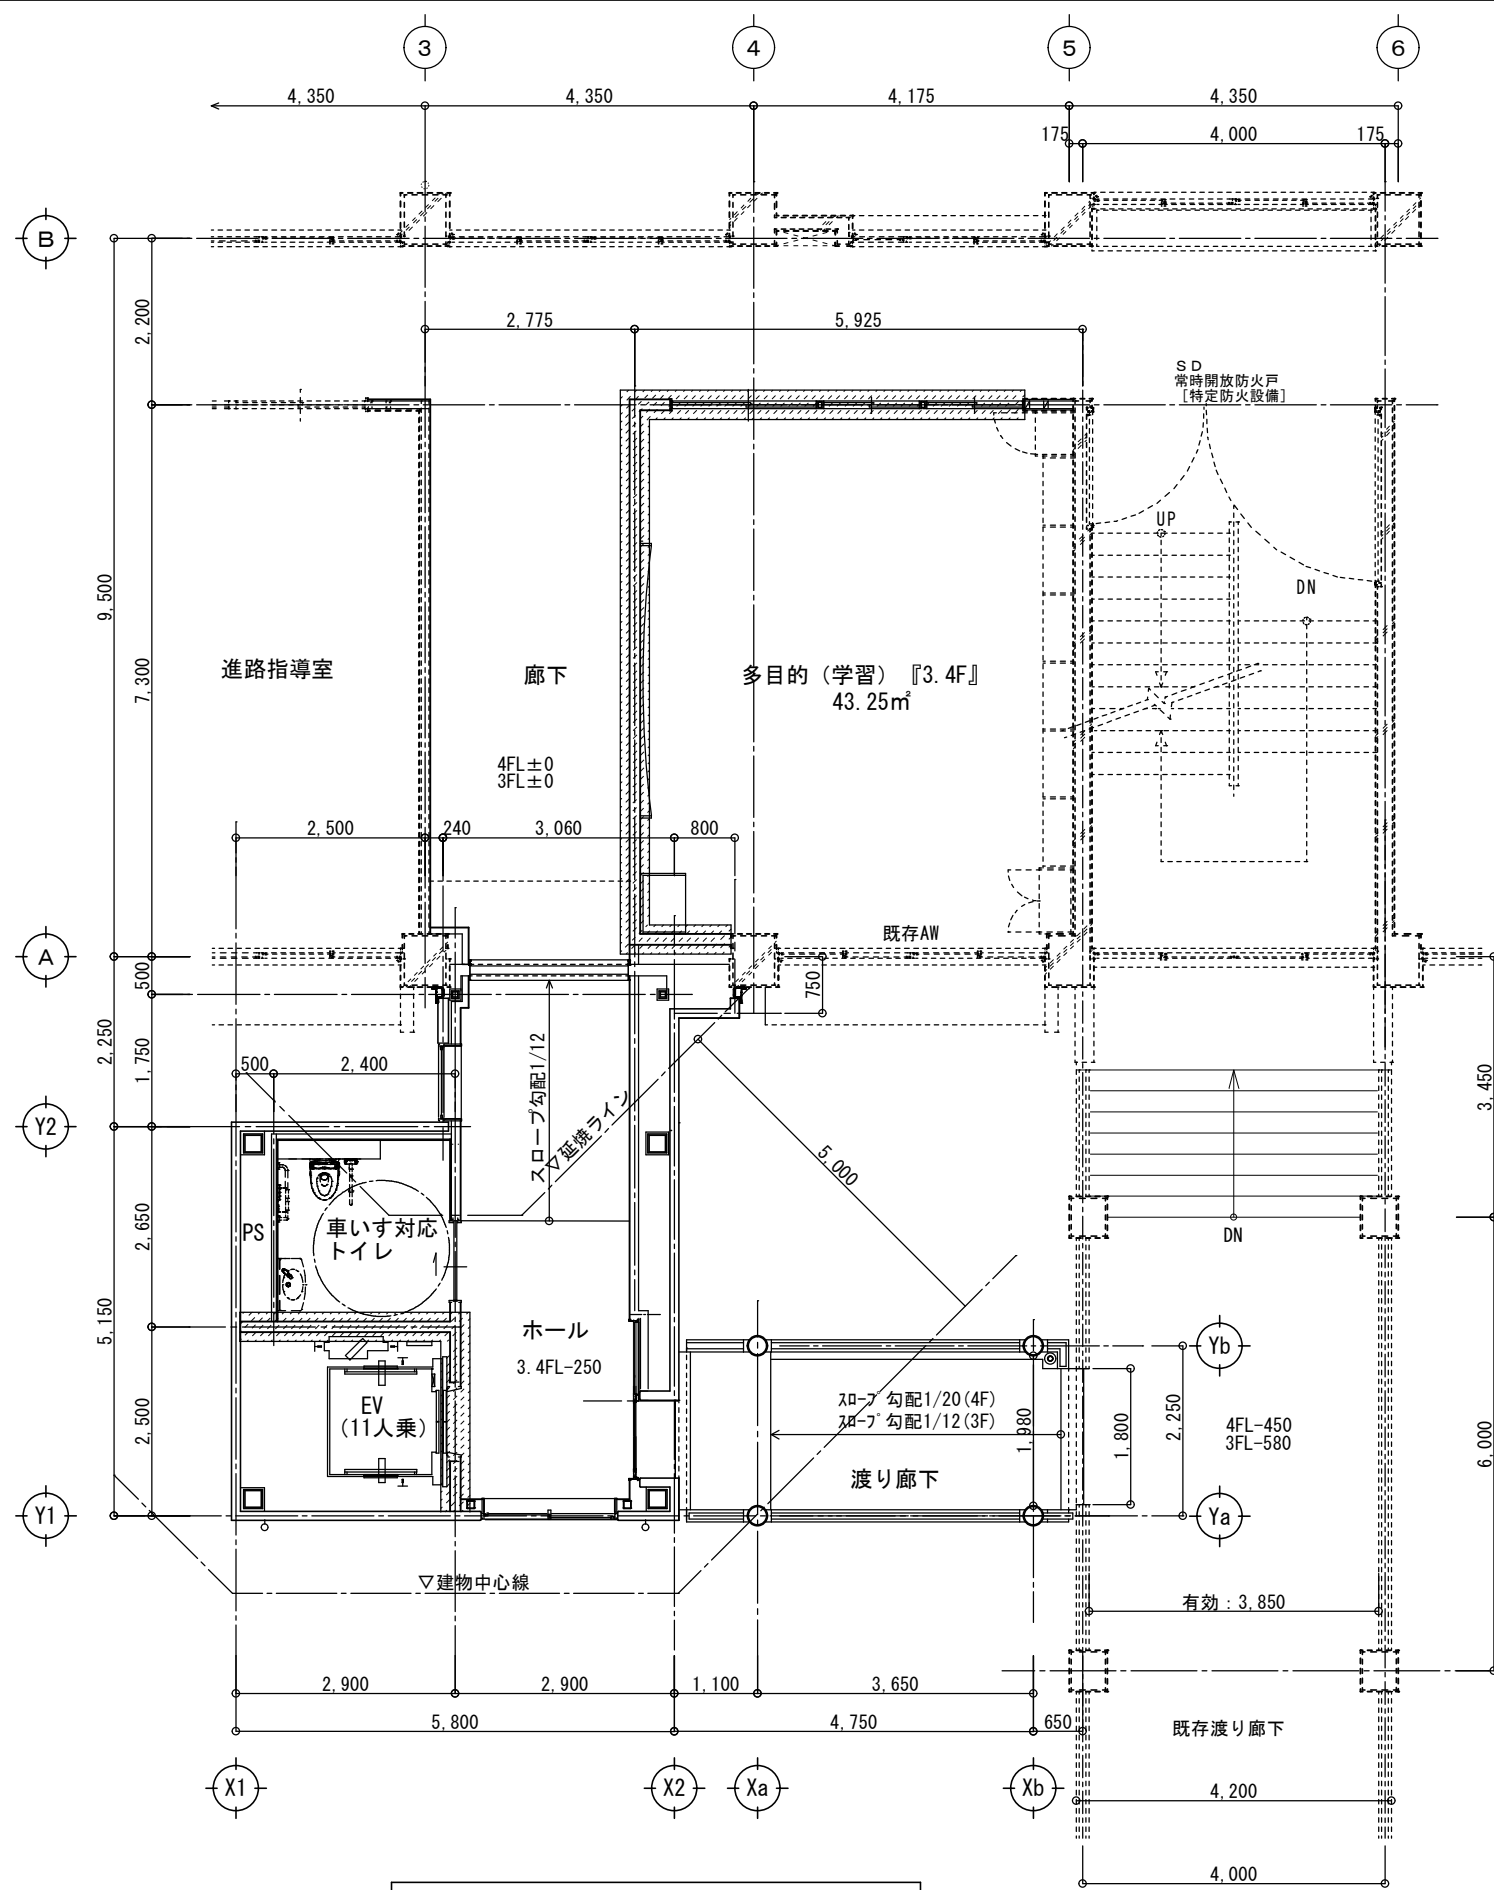 3
4
5
6
4,350
4,350
4,175
4,350
175
4,000
175
B
2,200
2,775
5,925
SD
常時開放防火戸
[特定防火設備]
UP
DN
9,500
7,300
進路指導室
廊下
多目的（学習）『3.4F』
43.25㎡
4FL±0
3FL±0
2,500
240
3,060
800
既存AW
A
500
750
2,250
1,750
スロープ勾配1/12
▽延焼ライン
500
2,400
3,450
Y2
5,000
2,650
PS
車いす対応
トイレ
DN
5,150
ホール
3.4FL-250
Yb
EV
(11人乗)
2,500
ｽﾛｰﾌﾟ勾配1/20(4F)
ｽﾛｰﾌﾟ勾配1/12(3F)
1,980
1,800
2,250
4FL-450
3FL-580
6,000
渡り廊下
Y1
Ya
▽建物中心線
有効：3,850
2,900
2,900
1,100
3,650
5,800
4,750
650
既存渡り廊下
X1
X2
Xa
Xb
4,200
4,000